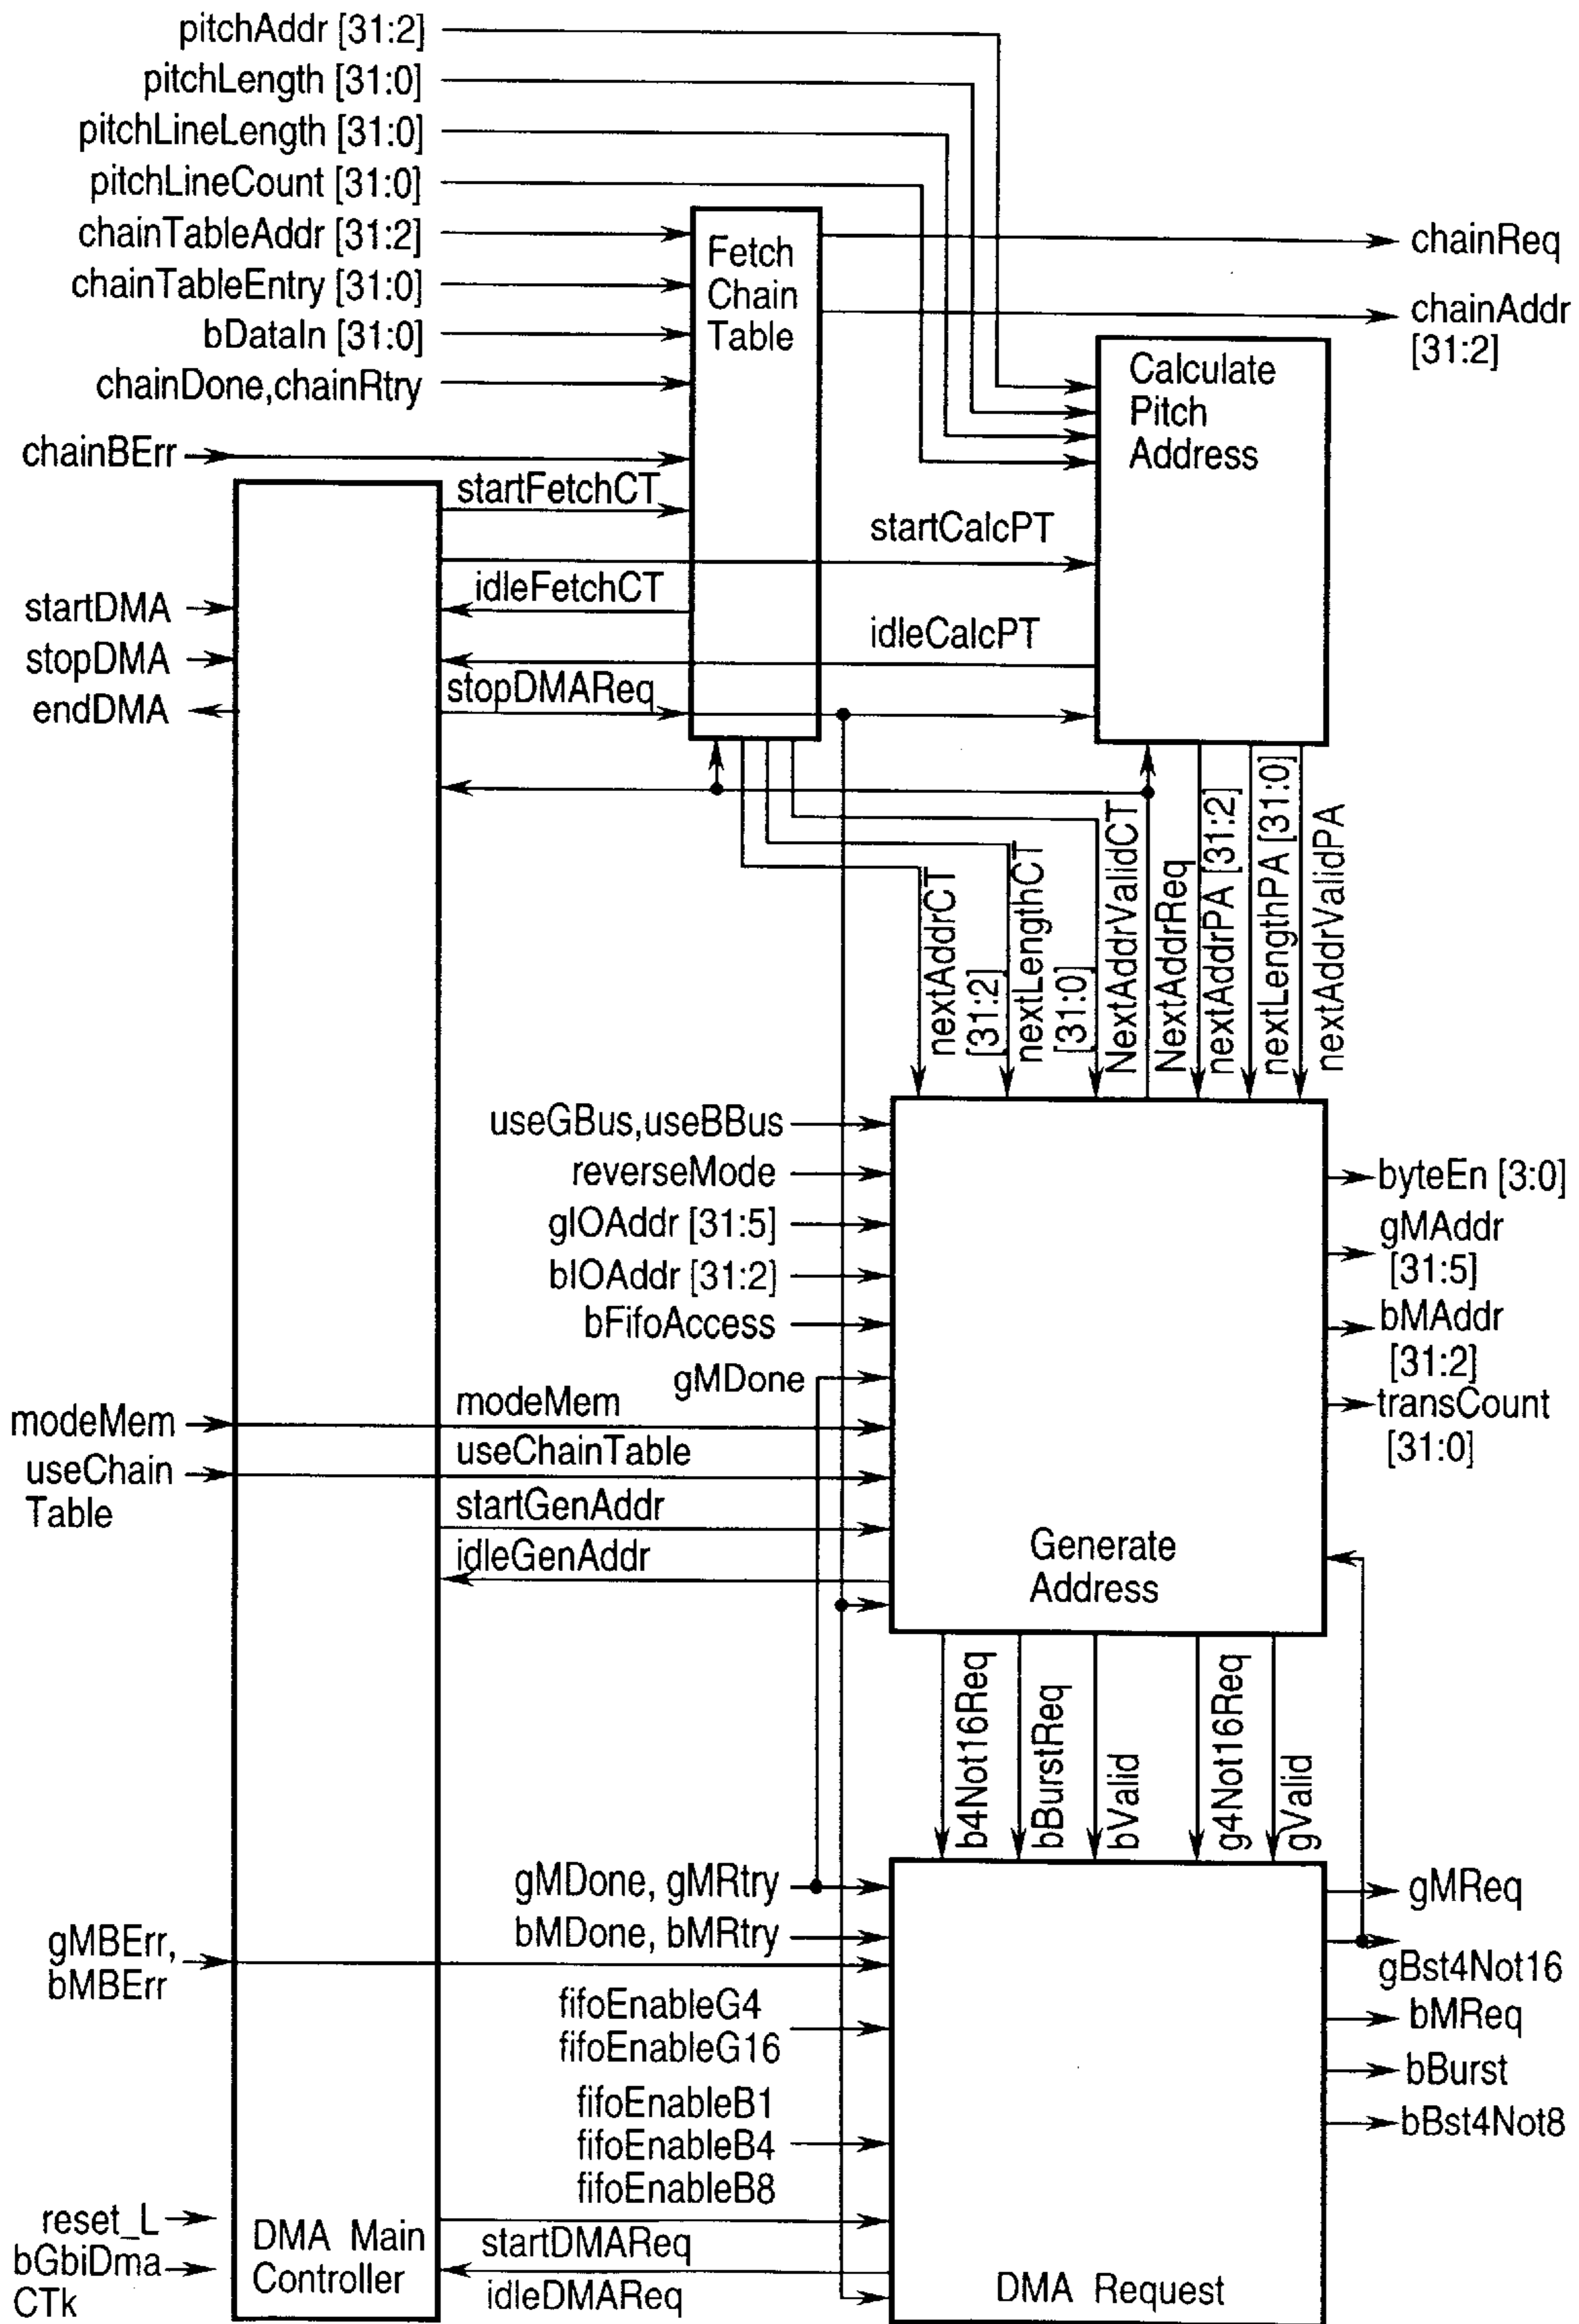 pitchAddr [31:2]
pitchLength [31:0]
pitchLineLength [31:0]
pitchLineCount [31:0]
chainTableAddr [31:2]
chainTableEntry [31:0]
bDataIn [31:0]
chainDone,chainRtry
chainBErr
Fetch
Chain
Table
chainReq
chainAddr
[31:2]
Calculate
Pitch
Address
startFetchCT
startCalcPT
idleFetchCT
idleCalcPT
stopDMAReq
startDMA
stopDMA
endDMA
nextAddrCT
[31:2]
nextLengthCT
[31:0]
NextAddrValidCT
NextAddrReq
nextAddrPA [31:2]
nextLengthPA [31:0]
nextAddrValidPA
useGBus,useBBus
reverseMode
gIOAddr [31:5]
bIOAddr [31:2]
bFifoAccess
gMDone
modeMem
useChain
Table
modeMem
useChainTable
startGenAddr
idleGenAddr
Generate
Address
byteEn [3:0]
gMAddr
[31:5]
bMAddr
[31:2]
transCount
[31:0]
b4Not16Req
bBurstReq
bValid
g4Not16Req
gValid
gMDone, gMRtry
bMDone, bMRtry
gMBErr,
bMBErr
fifoEnableG4
fifoEnableG16
fifoEnableB1
fifoEnableB4
fifoEnableB8
gMReq
gBst4Not16
bMReq
bBurst
bBst4Not8
reset_L
bGbiDma
CTk
DMA Main
Controller
startDMAReq
idleDMAReq
DMA Request